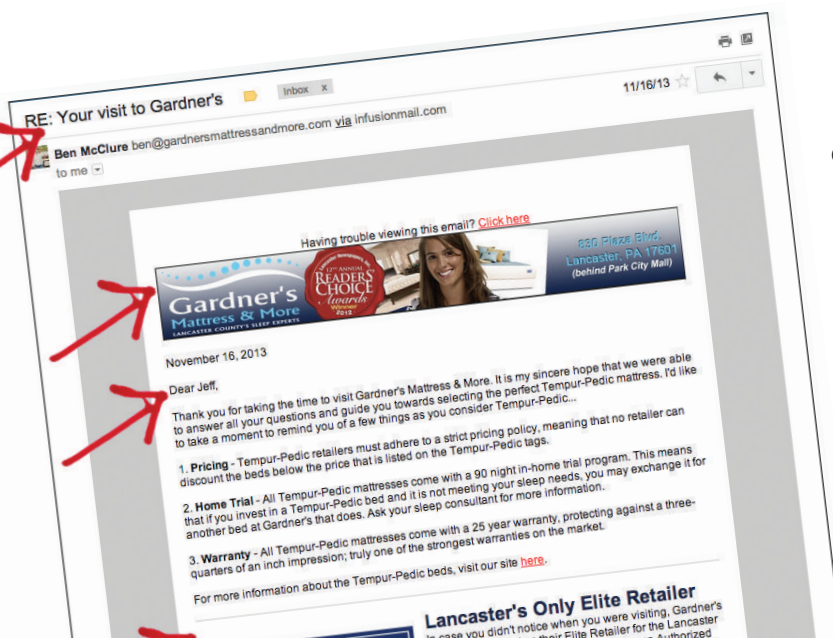 RE: Your visit to Gardner's
Inbox x
11/16/13
Ben McClure ben@gardnersmattressandmore.com via infusionmail.com
to me
Having trouble viewing this email? Click here
Gardner's
Mattress & More
LANCASTER COUNTY'S SLEEP EXPERTS
12TH ANNUAL
READERS'
CHOICE
Awards
Winner
2012
830 Plaza Blvd.
Lancaster, PA 17601
(behind Park City Mall)
November 16, 2013
Dear Jeff,
Thank you for taking the time to visit Gardner's Mattress & More. It is my sincere hope that we were able
to answer all your questions and guide you towards selecting the perfect Tempur-Pedic mattress. I'd like
to take a moment to remind you of a few things as you consider Tempur-Pedic...
1. Pricing - Tempur-Pedic retailers must adhere to a strict pricing policy, meaning that no retailer can
discount the beds below the price that is listed on the Tempur-Pedic tags.
2. Home Trial - All Tempur-Pedic mattresses come with a 90 night in-home trial program. This means
that if you invest in a Tempur-Pedic bed and it is not meeting your sleep needs, you may exchange it for
another bed at Gardner's that does. Ask your sleep consultant for more information.
3. Warranty - All Tempur-Pedic mattresses come with a 25 year warranty, protecting against a three-
quarters of an inch impression; truly one of the strongest warranties on the market.
For more information about the Tempur-Pedic beds, visit our site here.
Lancaster's Only Elite Retailer
In case you didn't notice when you were visiting, Gardner's
their Elite Retailer for the Lancaster
Authorized